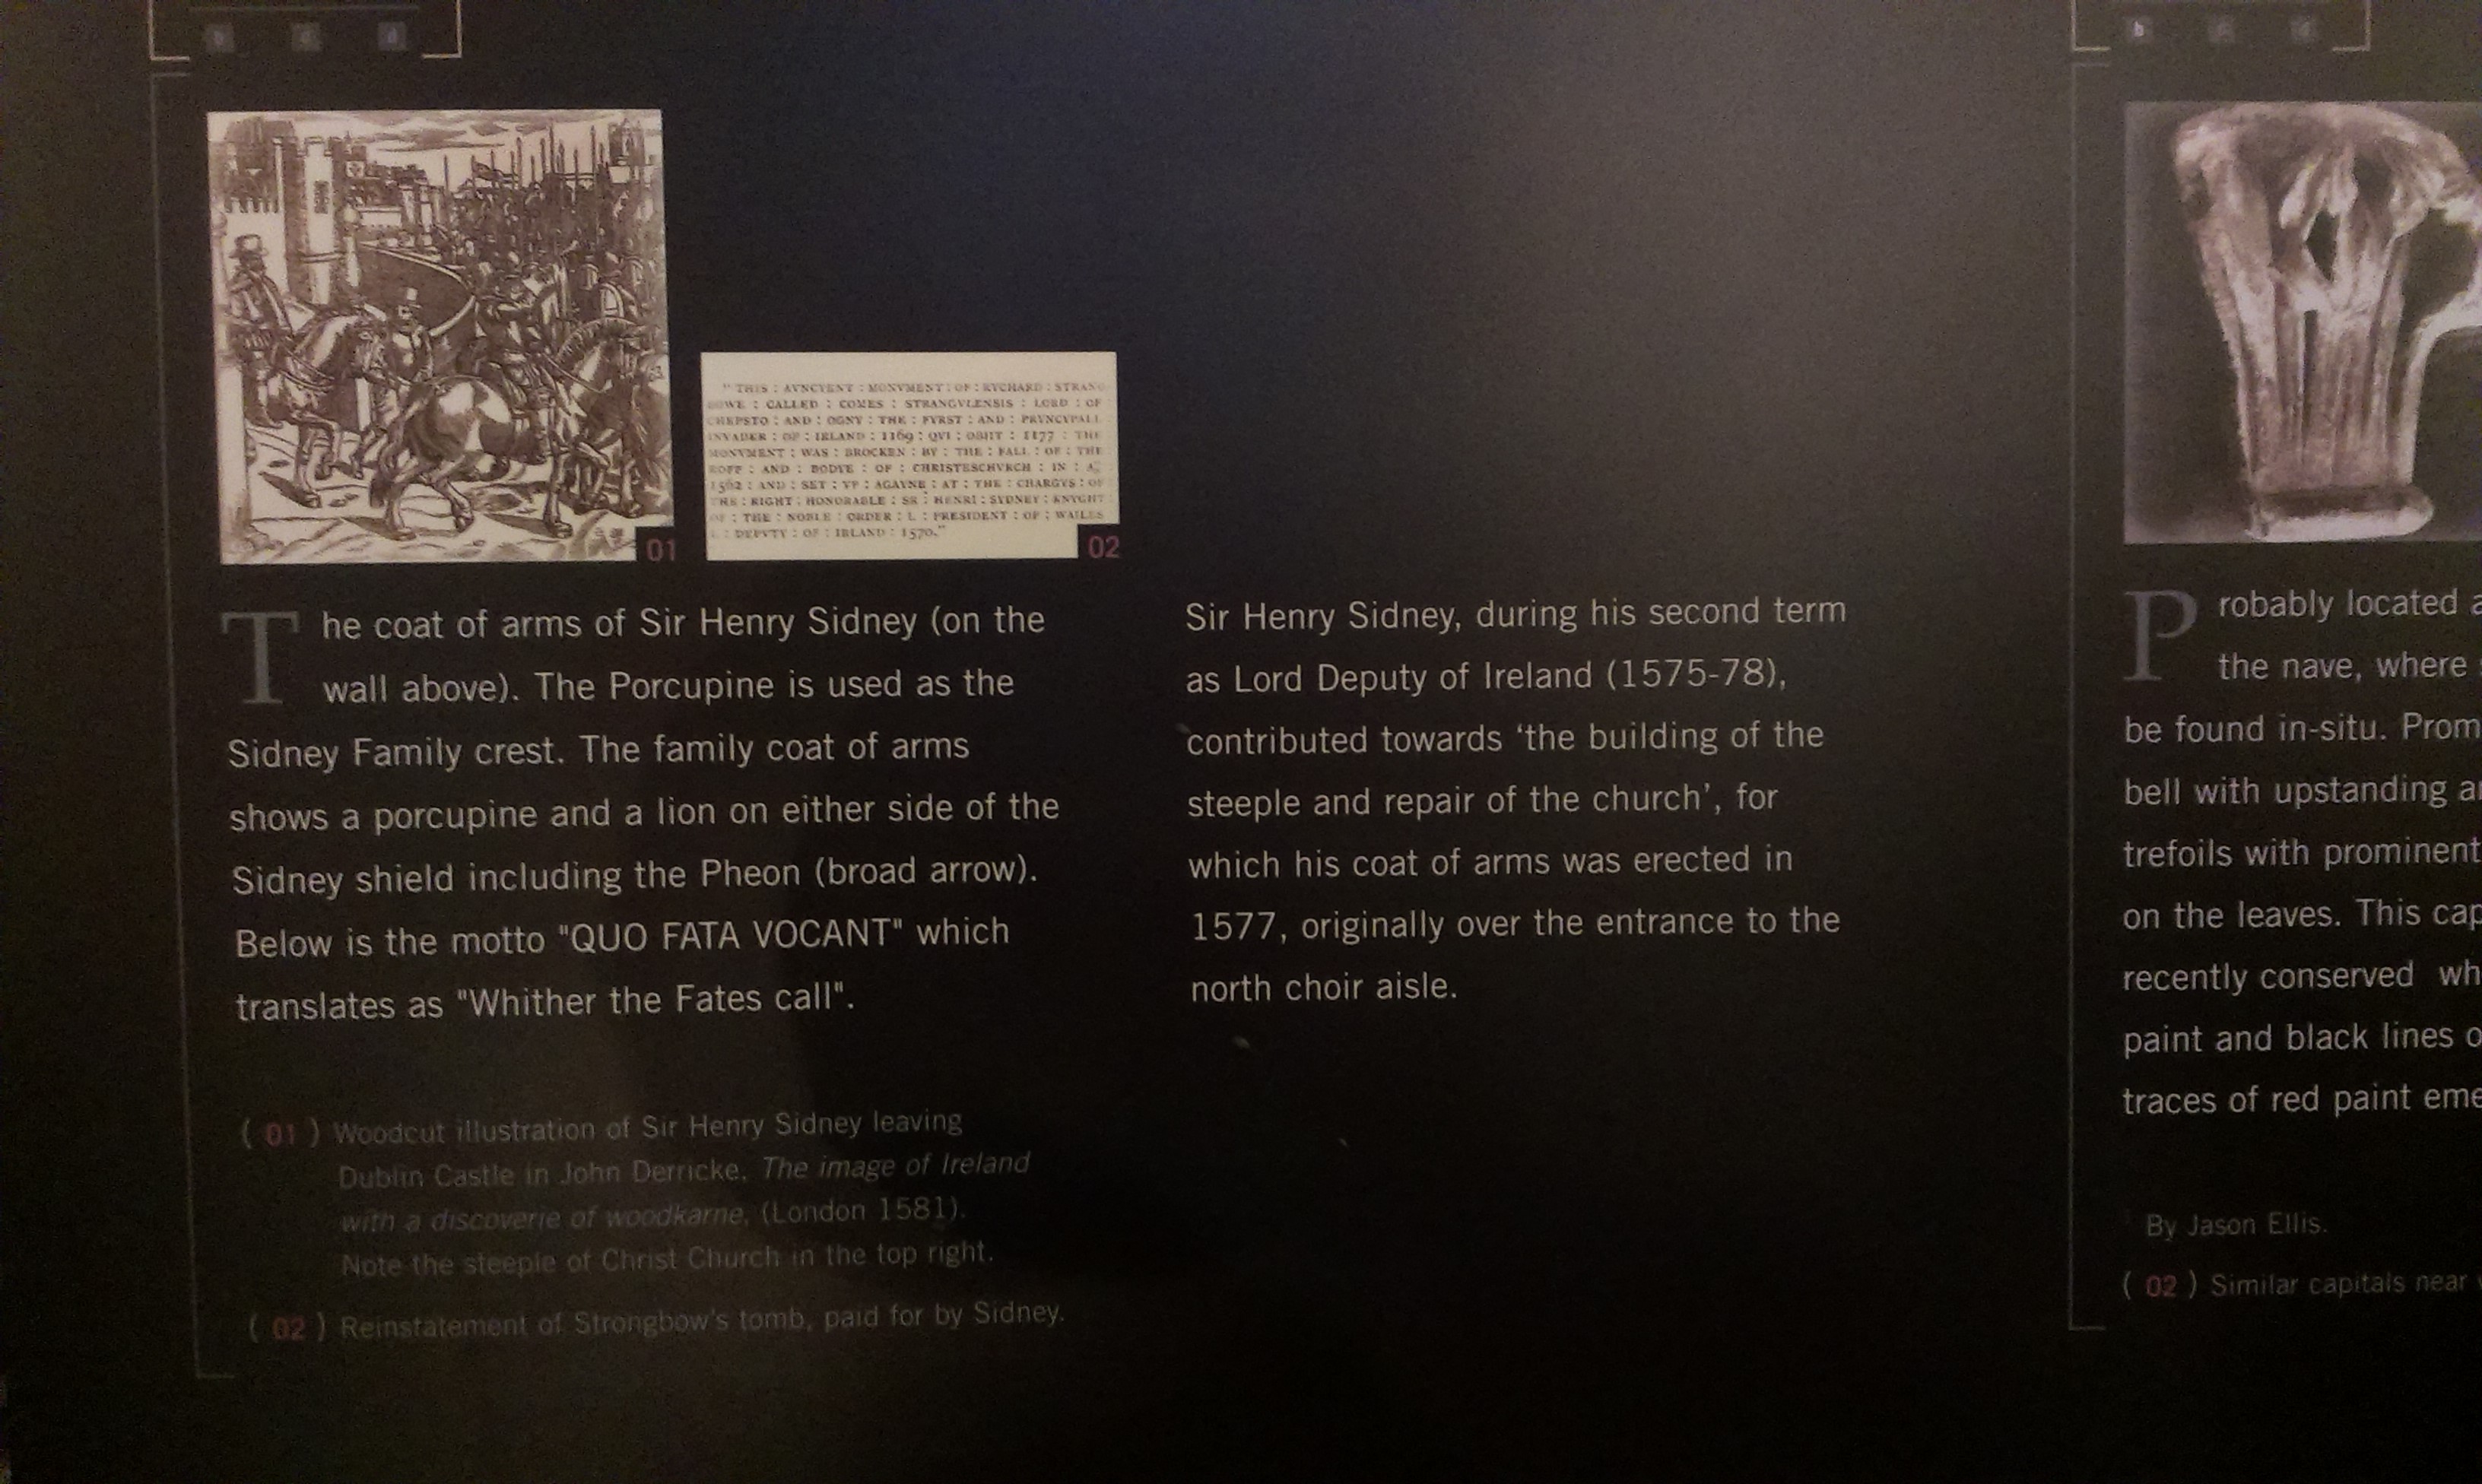 b c d
" THIS : AVNCYENT : MONVMENT : OF : RYCHARD : STRANG
BOWE : CALLED : COMES : STRANGVLENSIS : LORD : OF
CHEPSTO : AND : OGNY : THE : FYRST : AND : PRYNCYPALL
INVADER : OF : IRLAND : 1169 : QVI : OBIIT : 1177 : THE
MONVMENT : WAS : BROCKEN : BY : THE : FALL : OF : THE
ROFF : AND : BODYE : OF : CHRISTESCHVRCH : IN : A
1562 : AND : SET : VP : AGAYNE : AT : THE : CHARGYS : OF
THE : RIGHT : HONORABLE : SR : HENRI : SYDNEY : KNYGHT
OF : THE : NOBLE : ORDER : L : PRESIDENT : OF : WAILES
L : DEPVTY : OF : IRLAND : 1570."
01
02
The coat of arms of Sir Henry Sidney (on the
wall above). The Porcupine is used as the
Sidney Family crest. The family coat of arms
shows a porcupine and a lion on either side of the
Sidney shield including the Pheon (broad arrow).
Below is the motto "QUO FATA VOCANT" which
translates as "Whither the Fates call".
( 01 ) Woodcut illustration of Sir Henry Sidney leaving
Dublin Castle in John Derricke, The image of Ireland
with a discoverie of woodkarne, (London 1581).
Note the steeple of Christ Church in the top right.
( 02 ) Reinstatement of Strongbow's tomb, paid for by Sidney.
Sir Henry Sidney, during his second term
as Lord Deputy of Ireland (1575-78),
contributed towards ‘the building of the
steeple and repair of the church’, for
which his coat of arms was erected in
1577, originally over the entrance to the
north choir aisle.
b c d
Probably located
the nave, where
be found in-situ. Prom
bell with upstanding
trefoils with prominent
on the leaves. This cap
recently conserved wh
paint and black lines
traces of red paint eme
By Jason Ellis.
( 02 ) Similar capitals near